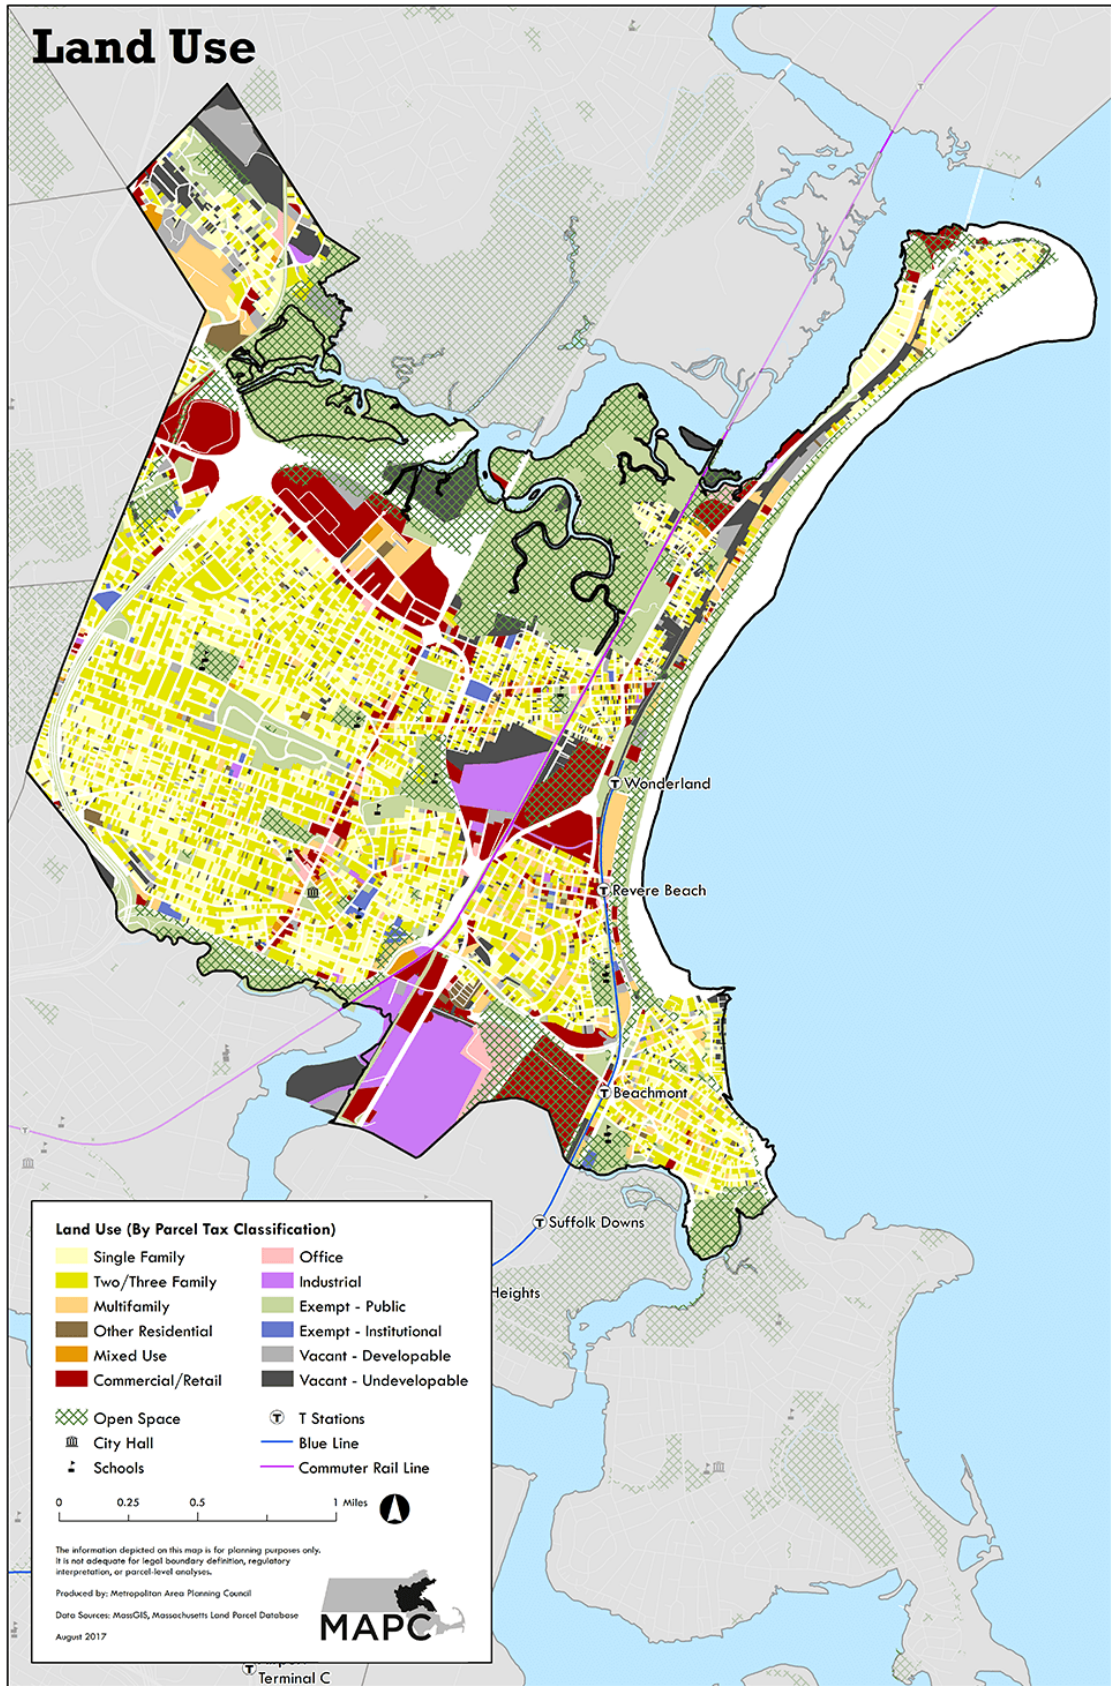 Land Use
Wonderland
Revere Beach
Beachmont
Suffolk Downs
Heights
Land Use (By Parcel Tax Classification)
Single Family
Two/Three Family
Multifamily
Other Residential
Mixed Use
Commercial/Retail
Office
Industrial
Exempt - Public
Exempt - Institutional
Vacant - Developable
Vacant - Undevelopable
Open Space
City Hall
Schools
T T Stations
Blue Line
Commuter Rail Line
0 0.25 0.5 1 Miles
The information depicted on this map is for planning purposes only.
It is not adequate for legal boundary definition, regulatory
interpretation, or parcel-level analyses.
Produced by: Metropolitan Area Planning Council
Data Sources: MassGIS, Massachusetts Land Parcel Database
August 2017
MAPC
Terminal C